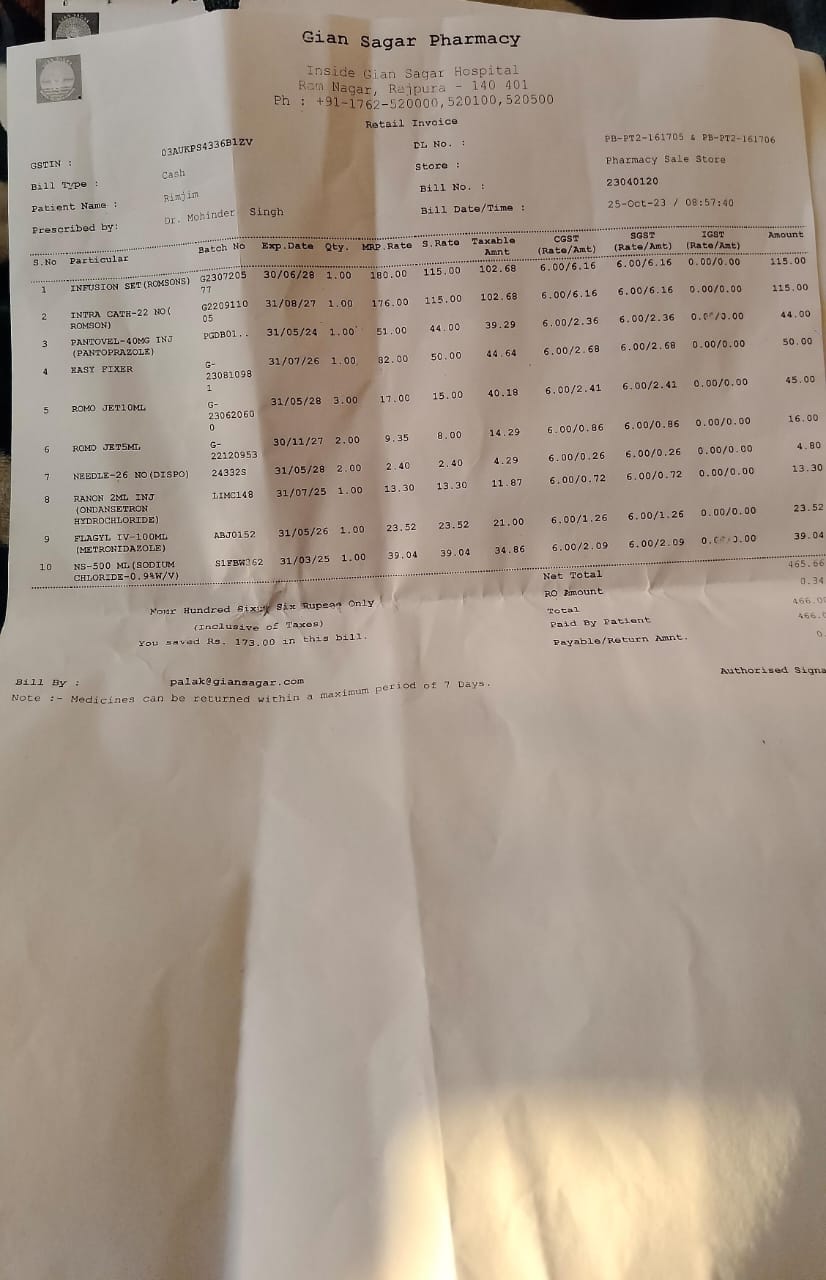 Gian Sagar Pharmacy
Inside Gian Sagar Hospital
Ram Nagar, Rajpura - 140 401
Ph : +91-1762-520000,520100,520500
Retail Invoice
GSTIN : 03AUKPS4336B1ZV DL No. : PB-PT2-161705 & PB-PT2-161706
Bill Type : Cash Store : Pharmacy Sale Store
Patient Name : Rimjim Bill No. : 23040120
Prescribed by: Dr. Mohinder Singh Bill Date/Time : 25-Oct-23 / 08:57:40
S.No Particular Batch No Exp.Date Qty. MRP.Rate S.Rate Taxable Amnt CGST (Rate/Amt) SGST (Rate/Amt) IGST (Rate/Amt) Amount
1 INFUSION SET(ROMSONS) G2307205 30/06/28 1.00 180.00 115.00 102.68 6.00/6.16 6.00/6.16 0.00/0.00 115.00
77
2 INTRA CATH-22 NO( G2209110 31/08/27 1.00 176.00 115.00 102.68 6.00/6.16 6.00/6.16 0.00/0.00 115.00
ROMSON) 05
3 PANTOVEL-40MG INJ PGDB01.. 31/05/24 1.00 51.00 44.00 39.29 6.00/2.36 6.00/2.36 0.00/0.00 44.00
(PANTOPRAZOLE)
4 EASY FIXER G- 31/07/26 1.00 82.00 50.00 44.64 6.00/2.68 6.00/2.68 0.00/0.00 50.00
23081098
1
5 ROMO JET10ML G- 31/05/28 3.00 17.00 15.00 40.18 6.00/2.41 6.00/2.41 0.00/0.00 45.00
23062060
0
6 ROMO JET5ML G- 30/11/27 2.00 9.35 8.00 14.29 6.00/0.86 6.00/0.86 0.00/0.00 16.00
22120953
7 NEEDLE-26 NO(DISPO) 24332S 31/05/28 2.00 2.40 2.40 4.29 6.00/0.26 6.00/0.26 0.00/0.00 4.80
8 RANON 2ML INJ LIMC148 31/07/25 1.00 13.30 13.30 11.87 6.00/0.72 6.00/0.72 0.00/0.00 13.30
(ONDANSETRON
HYDROCHLORIDE)
9 FLAGYL IV-100ML ABJ0152 31/05/26 1.00 23.52 23.52 21.00 6.00/1.26 6.00/1.26 0.00/0.00 23.52
(METRONIDAZOLE)
10 NS-500 ML(SODIUM S1FBW362 31/03/25 1.00 39.04 39.04 34.86 6.00/2.09 6.00/2.09 39.04
CHLORIDE-0.9%W/V)
Net Total 465.66
RO Amount 0.34
Four Hundred Sixty Six Rupees Only Total 466.00
(Inclusive of Taxes) Paid By Patient 466.0
You saved Rs. 173.00 in this bill. Payable/Return Amnt. 0.
Authorised Signa
Bill By : palak@giansagar.com
Note :- Medicines can be returned within a maximum period of 7 Days.